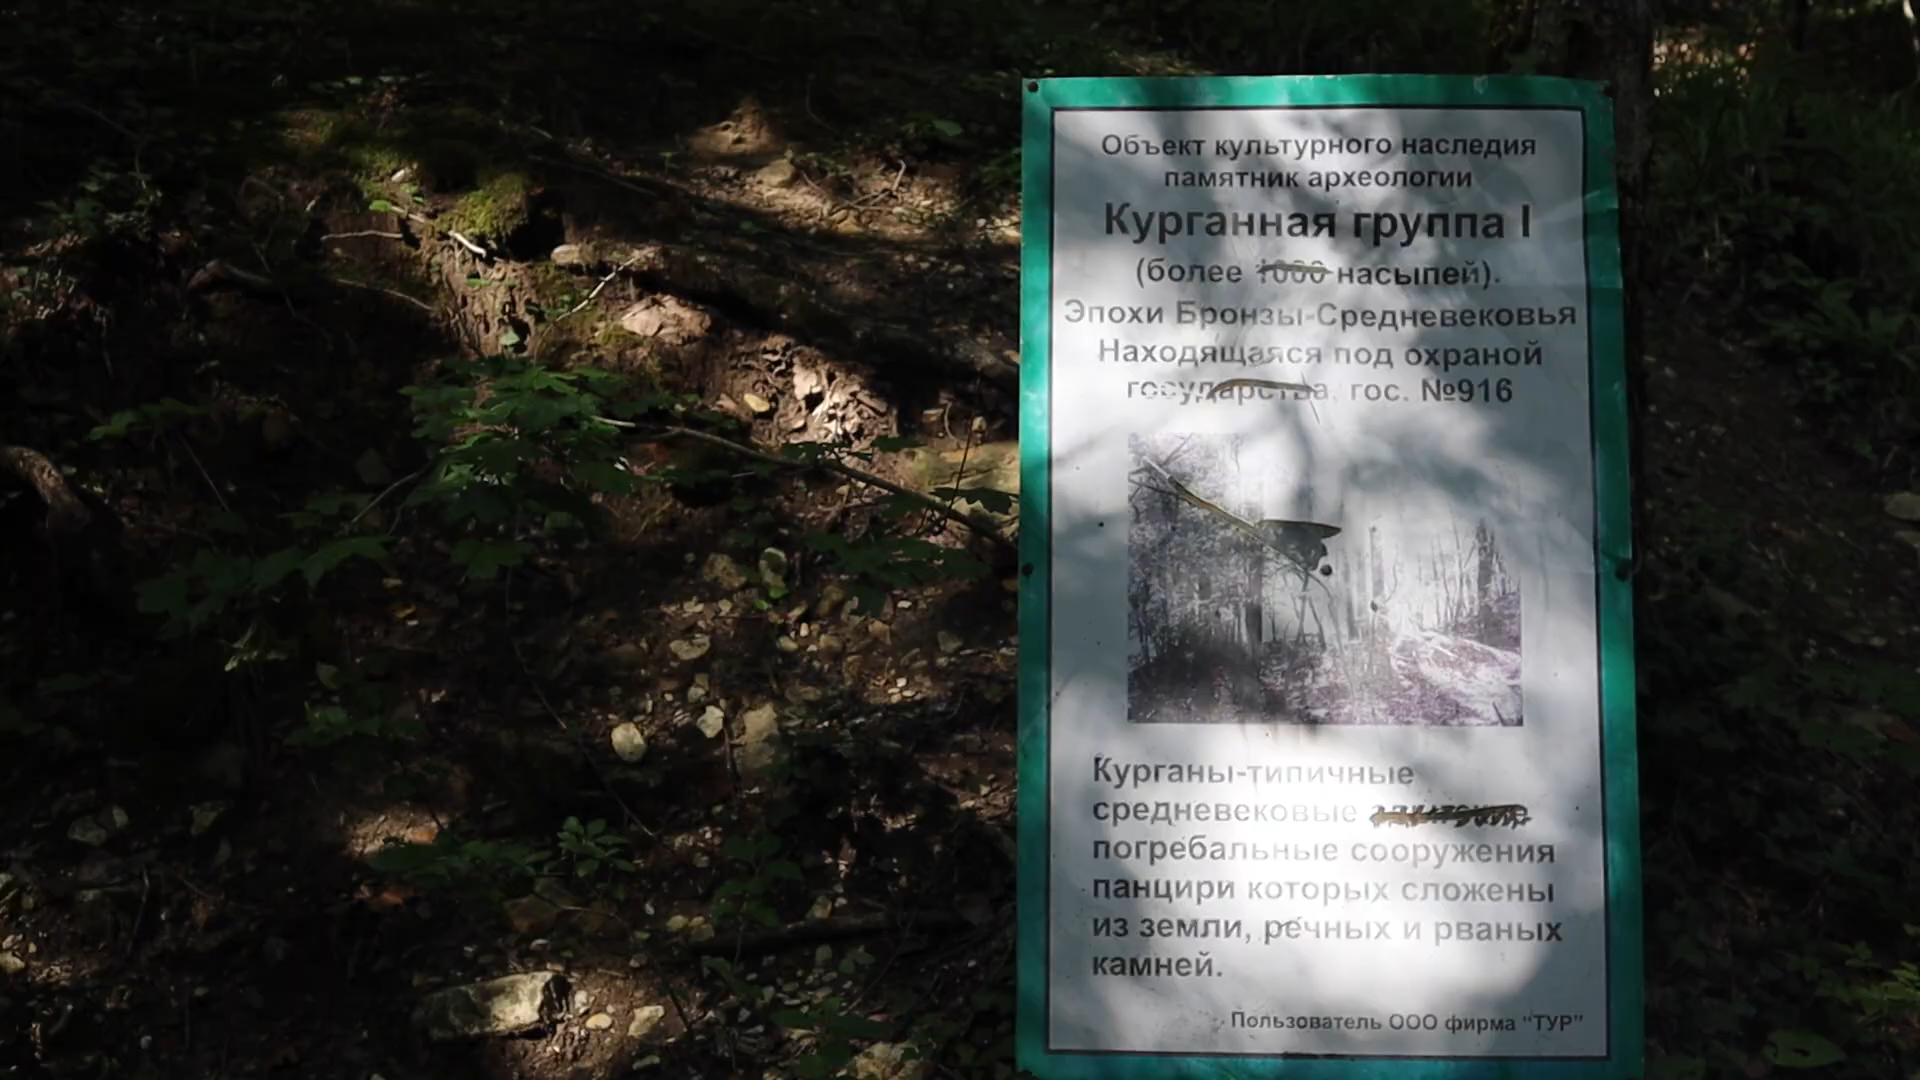 Объект культурного наследия
памятник археологии
Курганная группа I
(более 1000 насыпей).
Эпохи Бронзы-Средневековья
Находящаяся под охраной
государства, гос. №916
Курганы-типичные
средневековые
погребальные сооружения
панцири которых сложены
из земли, речных и рваных
камней.
Пользователь ООО фирма "ТУР"